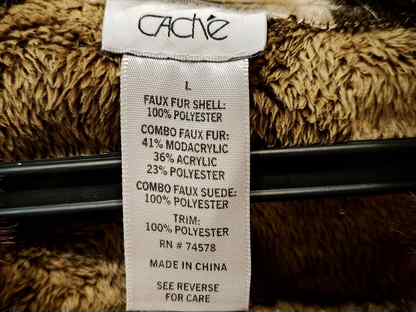 Caché
L
FAUX FUR SHELL:
100% POLYESTER
COMBO FAUX FUR:
41% MODACRYLIC
36% ACRYLIC
23% POLYESTER
COMBO FAUX SUEDE:
100% POLYESTER
TRIM:
100% POLYESTER
RN # 74578
MADE IN CHINA
SEE REVERSE
FOR CARE